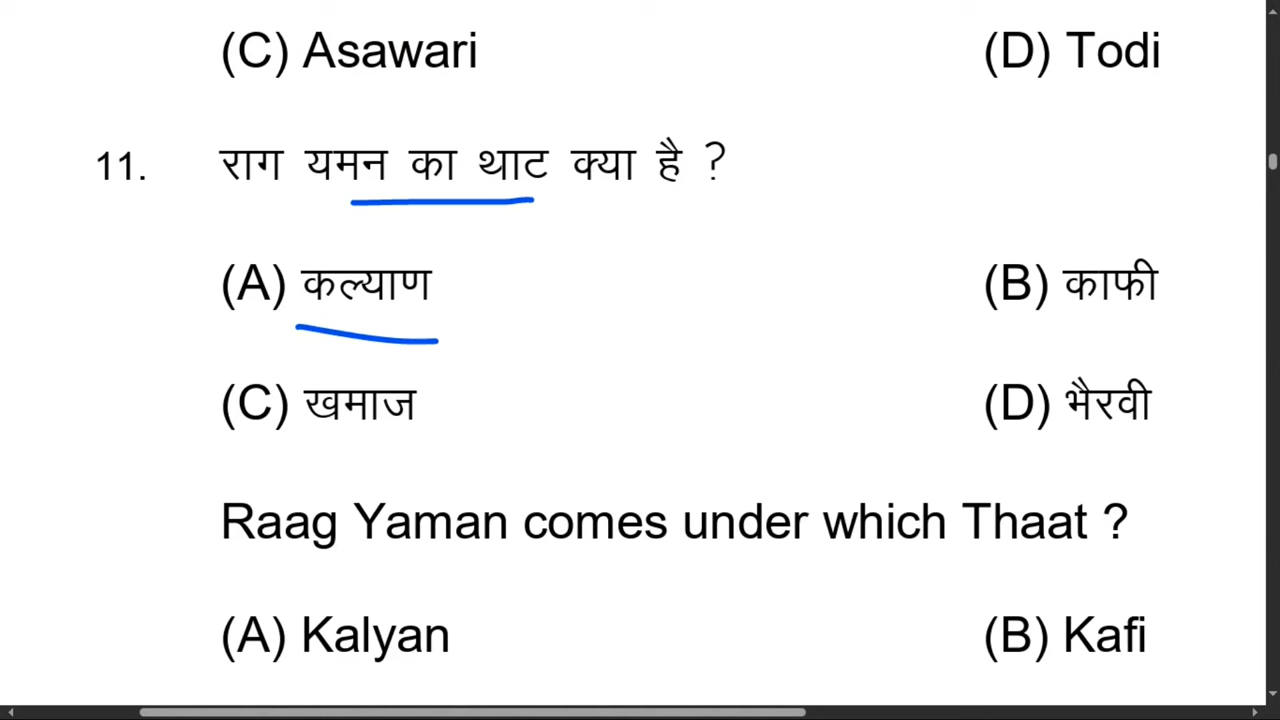 (C) Asawari (D) Todi
11. राग यमन का थाट क्या है ?
(A) कल्याण (B) काफी
(C) खमाज (D) भैरवी
Raag Yaman comes under which Thaat ?
(A) Kalyan (B) Kafi